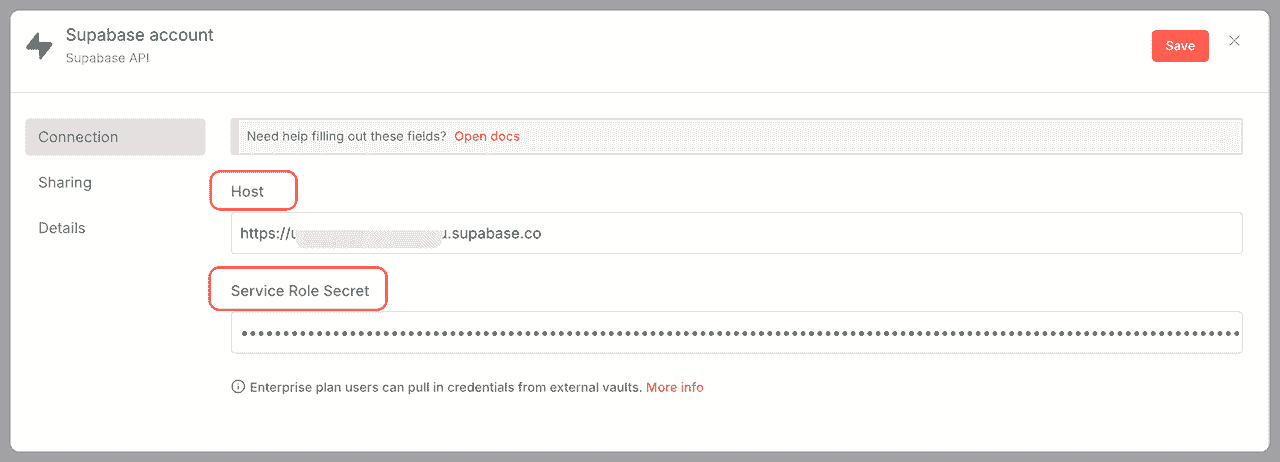 Supabase account
Supabase API
Save
Connection
Sharing
Details
Need help filling out these fields? Open docs
Host
https://u u.supabase.co
Service Role Secret
Enterprise plan users can pull in credentials from external vaults. More info